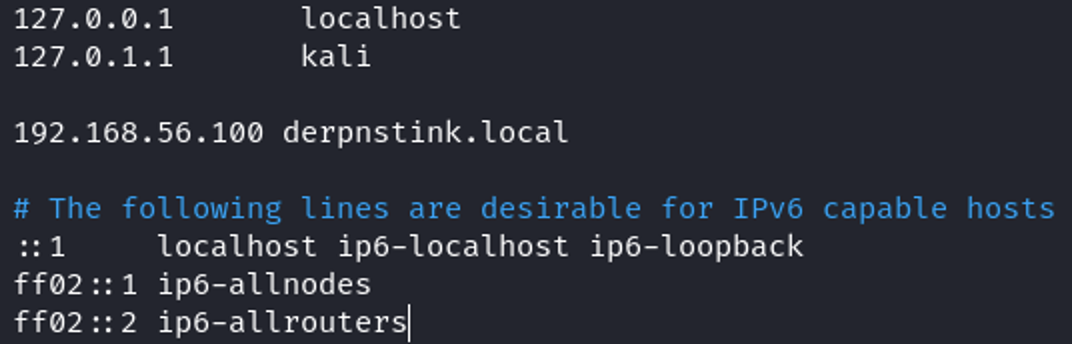 127.0.0.1       localhost
127.0.1.1       kali
192.168.56.100 derpnstink.local
# The following lines are desirable for IPv6 capable hosts
::1     localhost ip6-localhost ip6-loopback
ff02::1 ip6-allnodes
ff02::2 ip6-allrouters